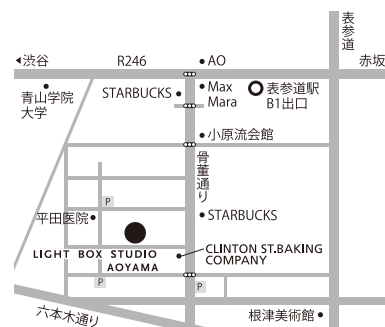 表参道
渋谷
R246
AO
赤坂
青山学院
大学
STARBUCKS
Max
Mara
表参道駅
B1出口
小原流会館
骨董通り
P
平田医院
STARBUCKS
LIGHT BOX STUDIO
AOYAMA
CLINTON ST.BAKING
COMPANY
P
P
六本木通り
根津美術館